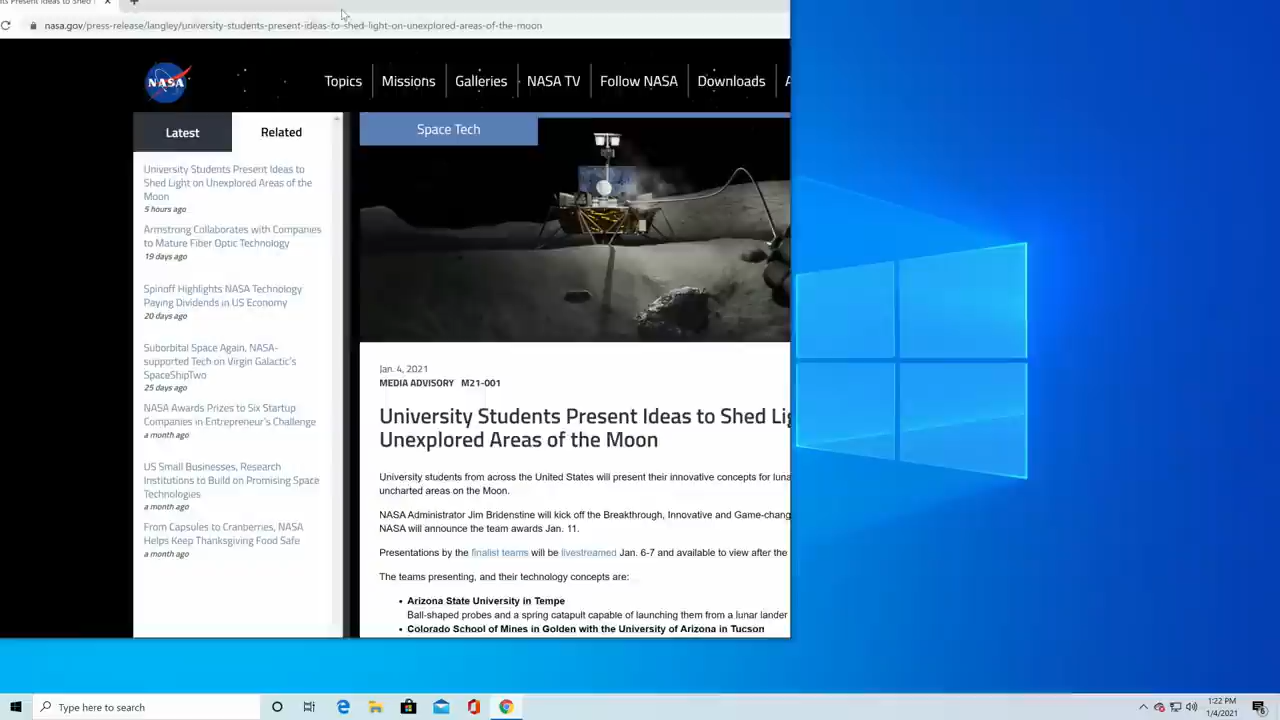 nasa.gov/press-release/langley/university-students-present-ideas-to-shed-light-on-unexplored-areas-of-the-moon
NASA
Topics
Missions
Galleries
NASA TV
Follow NASA
Downloads
Latest
Related
University Students Present Ideas to
Shed Light on Unexplored Areas of the
Moon
5 hours ago
Armstrong Collaborates with Companies
to Mature Fiber Optic Technology
19 days ago
Spinoff Highlights NASA Technology
Paying Dividends in US Economy
20 days ago
Suborbital Space Again, NASA-
supported Tech on Virgin Galactic's
SpaceShipTwo
25 days ago
NASA Awards Prizes to Six Startup
Companies in Entrepreneur's Challenge
a month ago
US Small Businesses, Research
Institutions to Build on Promising Space
Technologies
a month ago
From Capsules to Cranberries, NASA
Helps Keep Thanksgiving Food Safe
a month ago
Space Tech
Jan. 4, 2021
MEDIA ADVISORY M21-001
University Students Present Ideas to Shed
Unexplored Areas of the Moon
University students from across the United States will present their innovative concepts for
uncharted areas on the Moon.
NASA Administrator Jim Bridenstine will kick off the Breakthrough, Innovative and
NASA will announce the team awards Jan. 11.
Presentations by the finalist teams will be livestreamed Jan. 6-7 and available to view after the
The teams presenting, and their technology concepts are:
• Arizona State University in Tempe
Ball-shaped probes and a spring catapult capable of launching them from a lunar lander
• Colorado School of Mines in Golden with the University of Arizona in Tucson
Type here to search
1:22 PM
1/4/2021